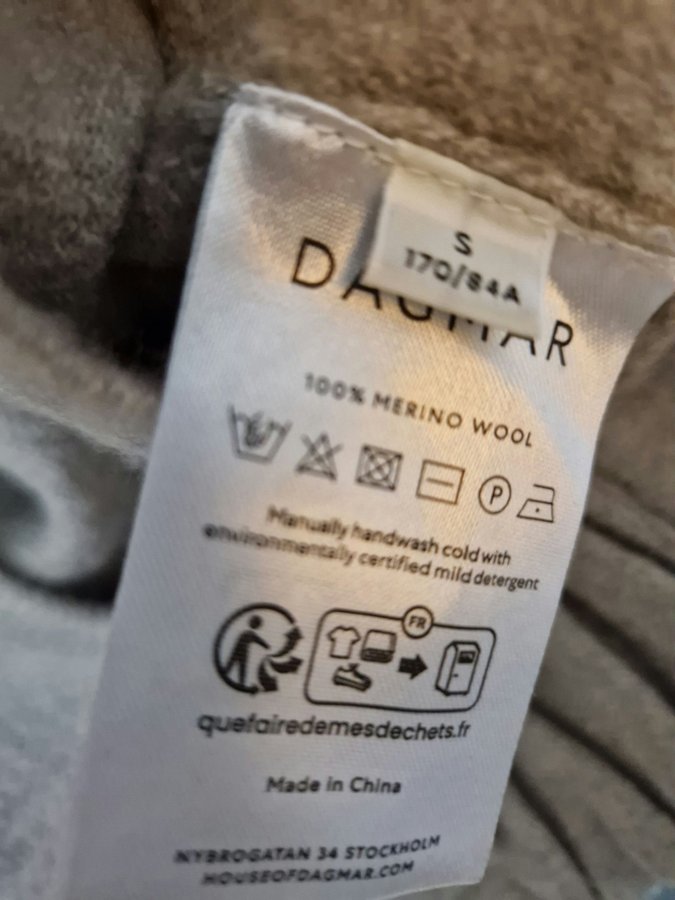 S
170/84A
DAGMAR
100% MERINO WOOL
P
Manually handwash cold with
environmentally certified mild detergent
FR
quefairedemesdechets.fr
Made in China
NYBROGATAN 34 STOCKHOLM
HOUSEOFDAGMAR.COM